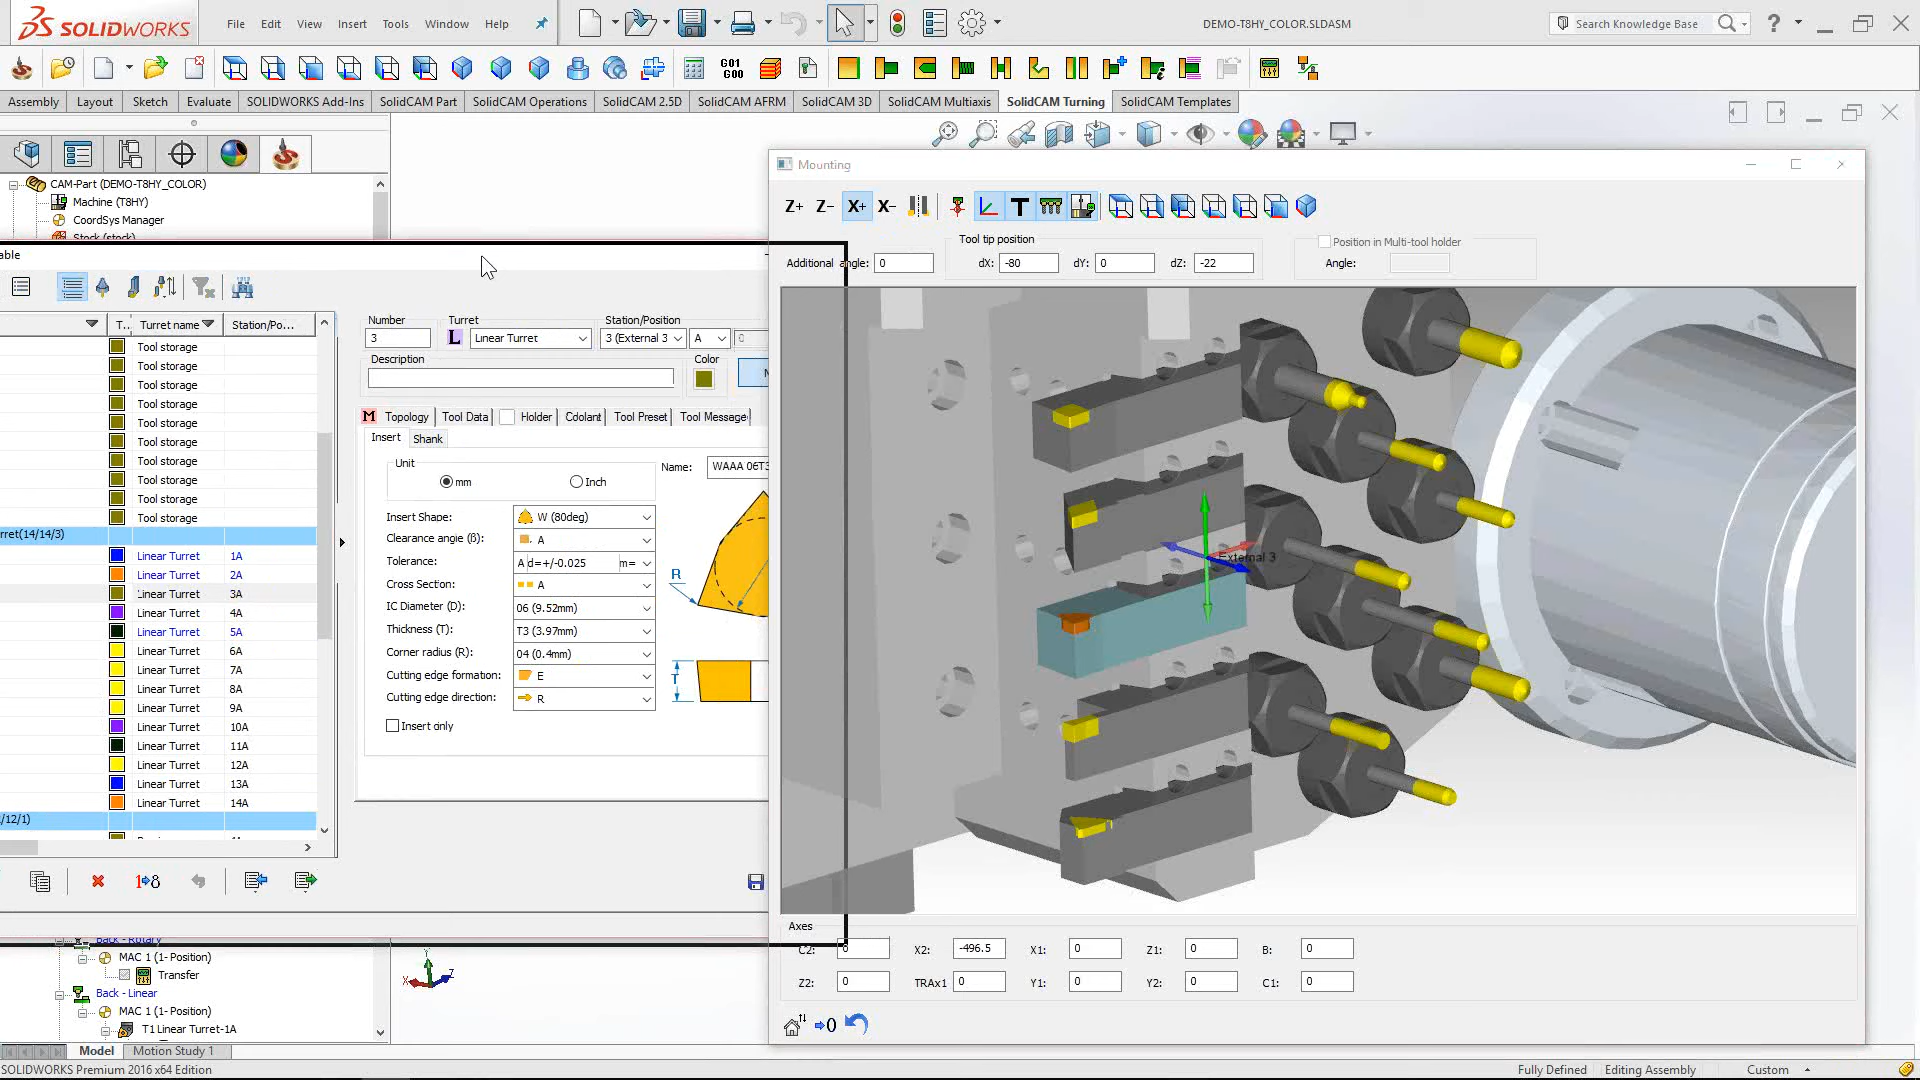 SOLIDWORKS
File Edit View Insert Tools Window Help
DEMO-T8HY_COLOR.SLDASM
Search Knowledge Base
?
G01
G00
Assembly Layout Sketch Evaluate SOLIDWORKS Add-Ins SolidCAM Part SolidCAM Operations SolidCAM 2.5D SolidCAM AFRM SolidCAM 3D SolidCAM Multiaxis SolidCAM Turning SolidCAM Templates
CAM-Part (DEMO-T8HY_COLOR)
Machine (T8HY)
CoordSys Manager
Stock (stock)
able
T.. Turret name Station/Po...
Tool storage
Tool storage
Tool storage
Tool storage
Tool storage
Tool storage
Tool storage
Tool storage
Tool storage
Tool storage
rret(14/14/3)
Linear Turret 1A
Linear Turret 2A
Linear Turret 3A
Linear Turret 4A
Linear Turret 5A
Linear Turret 6A
Linear Turret 7A
Linear Turret 8A
Linear Turret 9A
Linear Turret 10A
Linear Turret 11A
Linear Turret 12A
Linear Turret 13A
Linear Turret 14A
/12/1)
Number Turret Station/Position
3 L Linear Turret 3 (External 3 A 0
Description Color
M Topology Tool Data Holder Coolant Tool Preset Tool Message
Insert Shank
Unit
mm Inch
Name: WAAA 06T3
Insert Shape: W (80deg)
Clearance angle (β): A
Tolerance: A d=+/-0.025 m=
Cross Section: A
IC Diameter (D): 06 (9.52mm)
Thickness (T): T3 (3.97mm)
Corner radius (R): 04 (0.4mm)
Cutting edge formation: E
Cutting edge direction: R
Insert only
R
T
Mounting
Z+ Z- X+ X-
Tool tip position
Position in Multi-tool holder
Additional angle: 0 dX: -80 dY: 0 dZ: -22 Angle:
External 3
Axes
C2: 0 X2: -496.5 X1: 0 Z1: 0 B: 0
Z2: 0 TRAx1 0 Y1: 0 Y2: 0 C1: 0
Back - Rotary
MAC 1 (1- Position)
Transfer
Back - Linear
MAC 1 (1- Position)
T1 Linear Turret-1A
Y
X Z
Model Motion Study 1
SOLIDWORKS Premium 2016 x64 Edition
Fully Defined Editing Assembly Custom